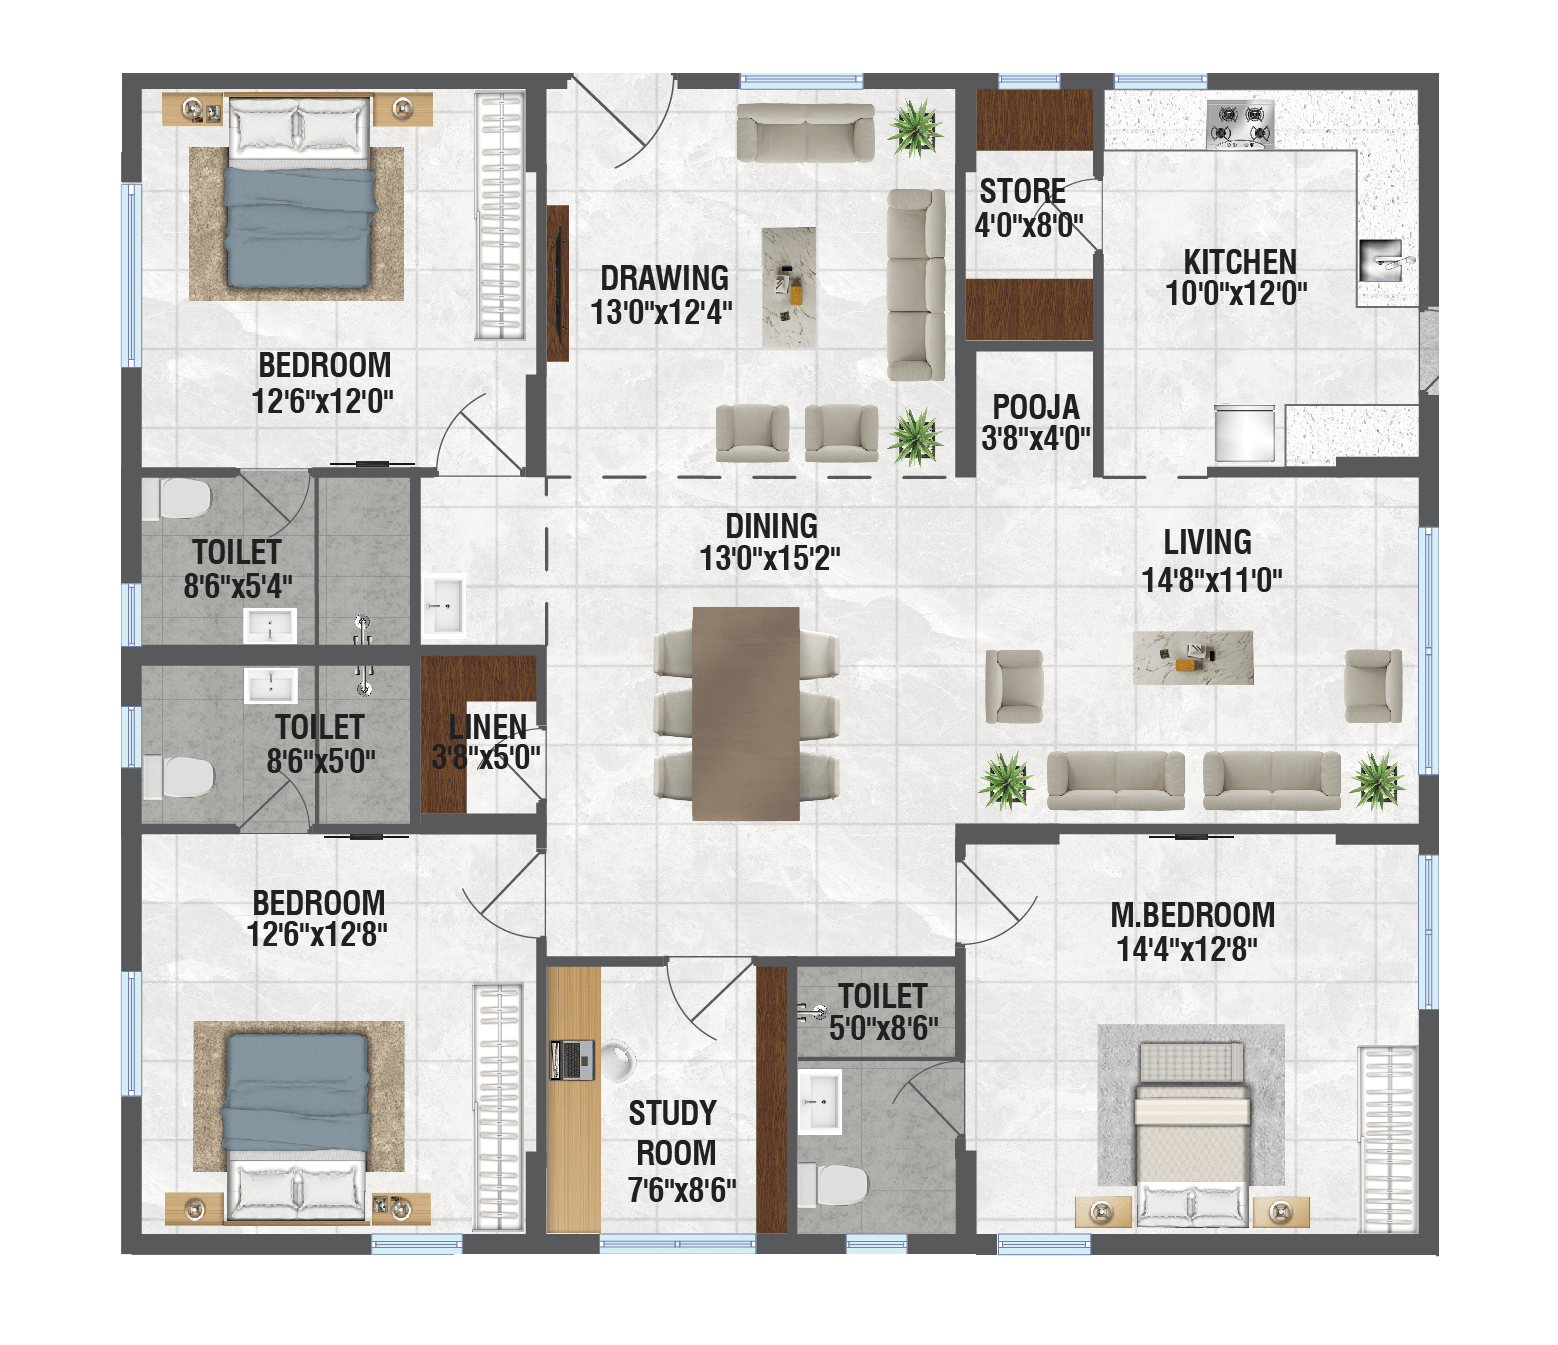 STORE
4'0"x8'0"
KITCHEN
10'0"x12'0"
DRAWING
13'0"x12'4"
BEDROOM
12'6"x12'0"
POOJA
3'8"x4'0"
DINING
13'0"x15'2"
LIVING
14'8"x11'0"
TOILET
8'6"x5'4"
TOILET
8'6"x5'0"
LINEN
3'8"x5'0"
BEDROOM
12'6"x12'8"
M.BEDROOM
14'4"x12'8"
TOILET
5'0"x8'6"
STUDY
ROOM
7'6"x8'6"